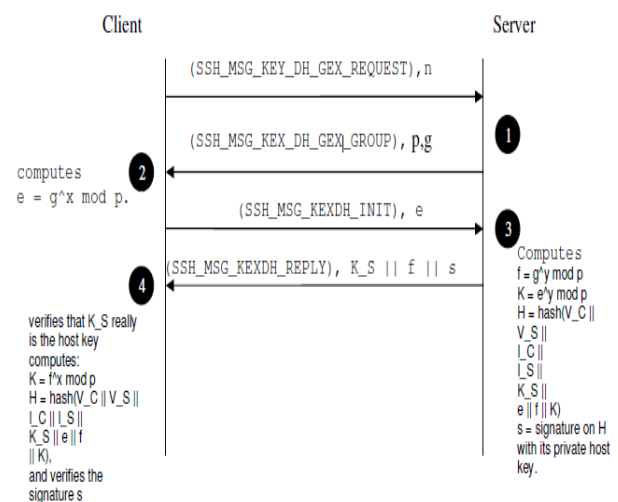 Client
Server
(SSH_MSG_KEY_DH_GEX_REQUEST),n
1
(SSH_MSG_KEX_DH_GEX_GROUP), p,g
2
computes
e = g^x mod p.
(SSH_MSG_KEXDH_INIT), e
3
(SSH_MSG_KEXDH_REPLY), K_S || f || s
Computes
f = g^y mod p
K = e^y mod p
H = hash(V_C ||
V_S ||
I_C ||
I_S ||
K_S ||
e || f || K)
s = signature on H
with its private host
key.
4
verifies that K_S really
is the host key
computes:
K = f^x mod p
H = hash(V_C || V_S ||
I_C || I_S ||
K_S || e || f
|| K),
and verifies the
signature s